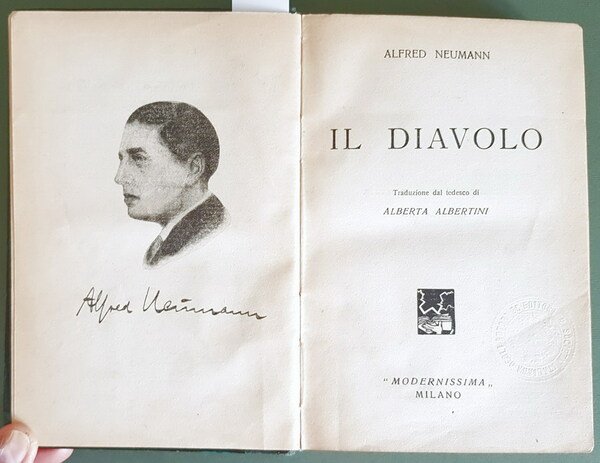 Alfred Neumann
ALFRED NEUMANN
IL DIAVOLO
Traduzione dal tedesco di
ALBERTA ALBERTINI
"MODERNISSIMA„
MILANO